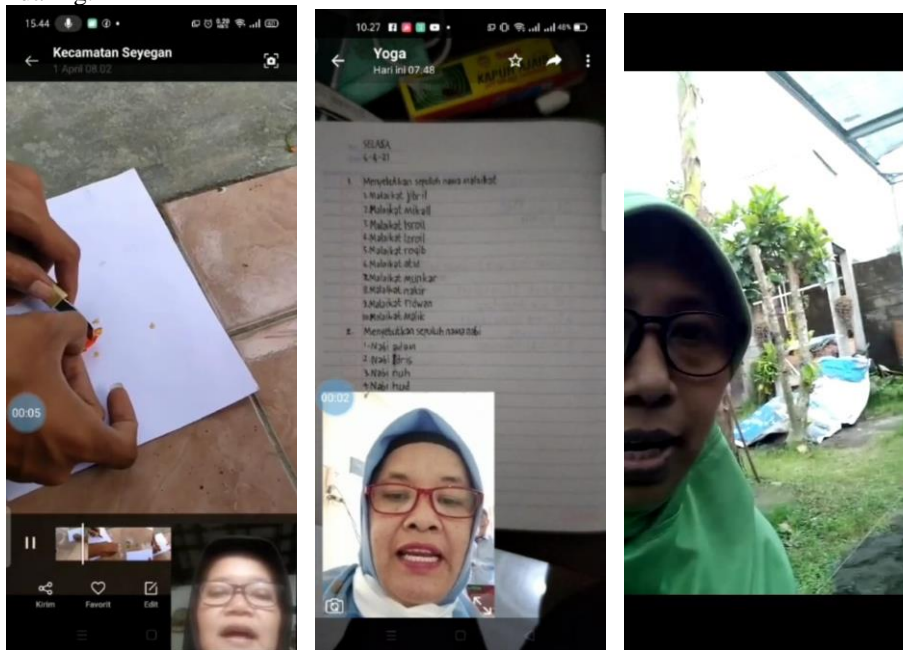 15.44
Kecamatan Seyegan
1 April 08.02
00:05
Kirim
Favorit
Edit
10.27
48%
Yoga
Hari ini 07.48
SELASA
6-4-21
1. Menyebutkan sepuluh nama malaikat
1. Malaikat jibril
2. Malaikat mikail
3. Malaikat Isrofil
4. Malaikat Izroil
5. Malaikat roqib
6. Malaikat atid
7. Malaikat munkar
8. Malaikat nakir
9. Malaikat ridwan
10. Malaikat malik
2. Menyebutkan sepuluh nama nabi
1. Nabi adam
2. Nabi Idris
3. Nabi nuh
4. Nabi hud
00:02